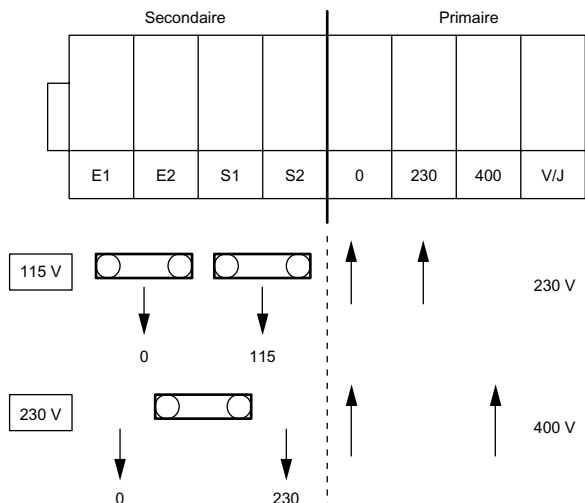 Secondaire Primaire
E1 E2 S1 S2 0 230 400 V/J
115 V 230 V
0 115
230 V 400 V
0 230